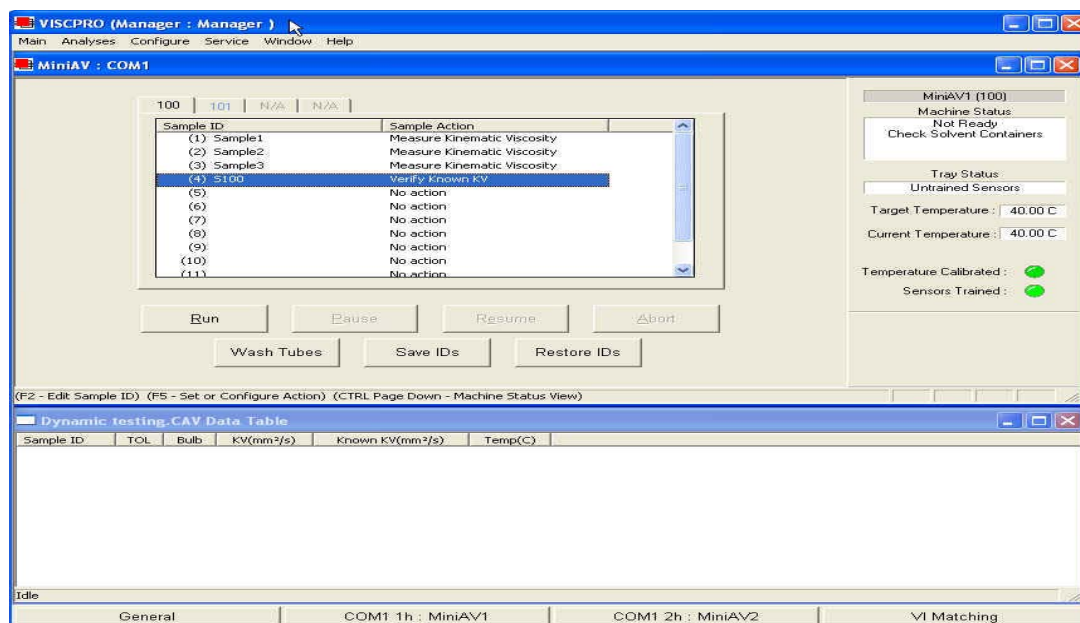 VISCPRO (Manager : Manager )
Main Analyses Configure Service Window Help
MiniAV : COM1
100 101 N/A N/A
Sample ID Sample Action
(1) Sample1 Measure Kinematic Viscosity
(2) Sample2 Measure Kinematic Viscosity
(3) Sample3 Measure Kinematic Viscosity
(4) S100 Verify Known KV
(5) No action
(6) No action
(7) No action
(8) No action
(9) No action
(10) No action
(11) No action
Run Pause Resume Abort
Wash Tubes Save IDs Restore IDs
MiniAV1 (100)
Machine Status
Not Ready
Check Solvent Containers
Tray Status
Untrained Sensors
Target Temperature : 40.00 C
Current Temperature : 40.00 C
Temperature Calibrated :
Sensors Trained :
(F2 - Edit Sample ID) (F5 - Set or Configure Action) (CTRL Page Down - Machine Status View)
Dynamic testing.CAV Data Table
Sample ID TOL Bulb KV(mm²/s) Known KV(mm²/s) Temp(C)
Idle
General COM1 1h : MiniAV1 COM1 2h : MiniAV2 VI Matching